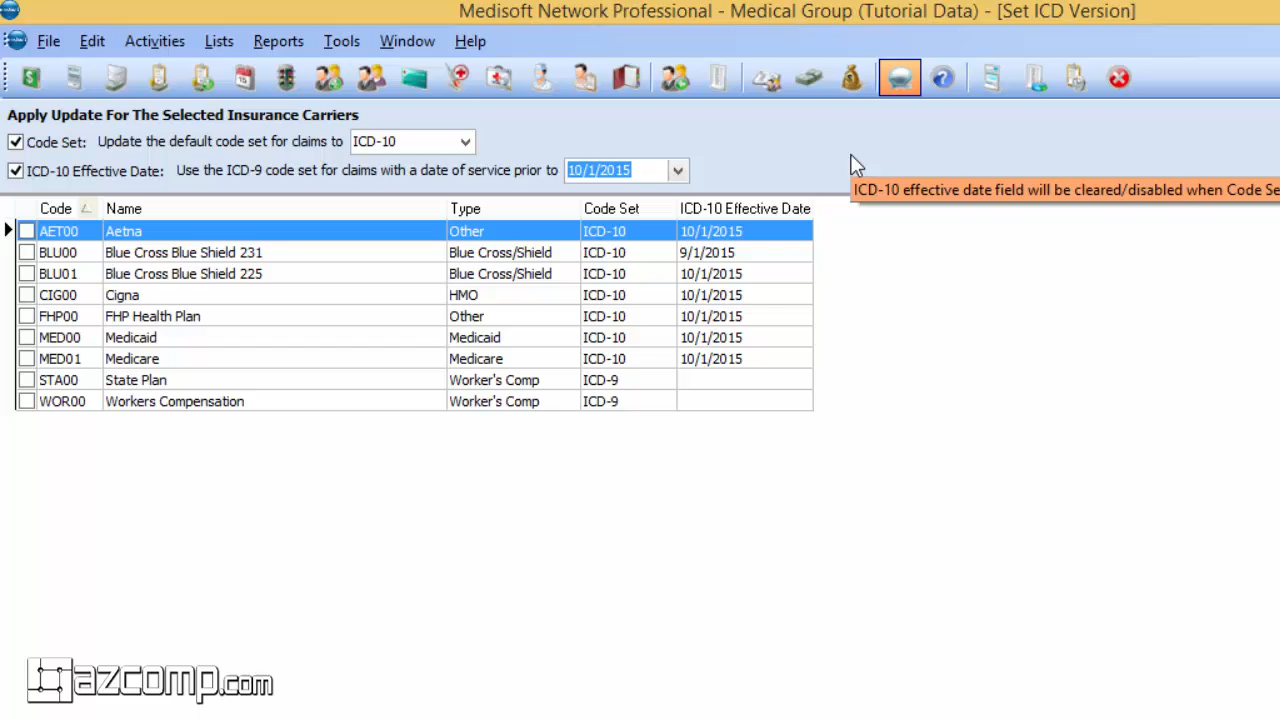 Medisoft Network Professional - Medical Group (Tutorial Data) - [Set ICD Version]
File Edit Activities Lists Reports Tools Window Help
Apply Update For The Selected Insurance Carriers
Code Set: Update the default code set for claims to ICD-10
ICD-10 Effective Date: Use the ICD-9 code set for claims with a date of service prior to 10/1/2015
ICD-10 effective date field will be cleared/disabled when Code Se
Code Name Type Code Set ICD-10 Effective Date
AET00 Aetna Other ICD-10 10/1/2015
BLU00 Blue Cross Blue Shield 231 Blue Cross/Shield ICD-10 9/1/2015
BLU01 Blue Cross Blue Shield 225 Blue Cross/Shield ICD-10 10/1/2015
CIG00 Cigna HMO ICD-10 10/1/2015
FHP00 FHP Health Plan Other ICD-10 10/1/2015
MED00 Medicaid Medicaid ICD-10 10/1/2015
MED01 Medicare Medicare ICD-10 10/1/2015
STA00 State Plan Worker's Comp ICD-9
WOR00 Workers Compensation Worker's Comp ICD-9
azcomp.com